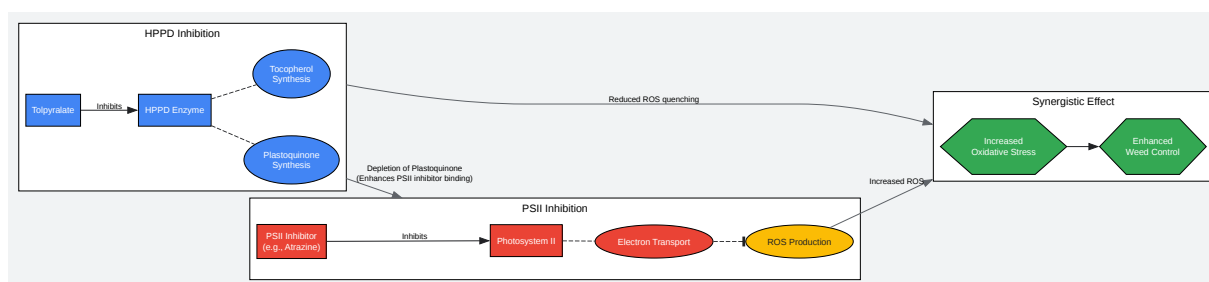 HPPD Inhibition
Tocopherol
Synthesis
Tolpyralate
Inhibits
HPPD Enzyme
Plastoquinone
Synthesis
Reduced ROS quenching
Synergistic Effect
Increased
Oxidative Stress
Enhanced
Weed Control
Depletion of Plastoquinone
(Enhances PSII inhibitor binding)
Increased ROS
PSII Inhibition
PSII Inhibitor
(e.g., Atrazine)
Inhibits
Photosystem II
Electron Transport
ROS Production